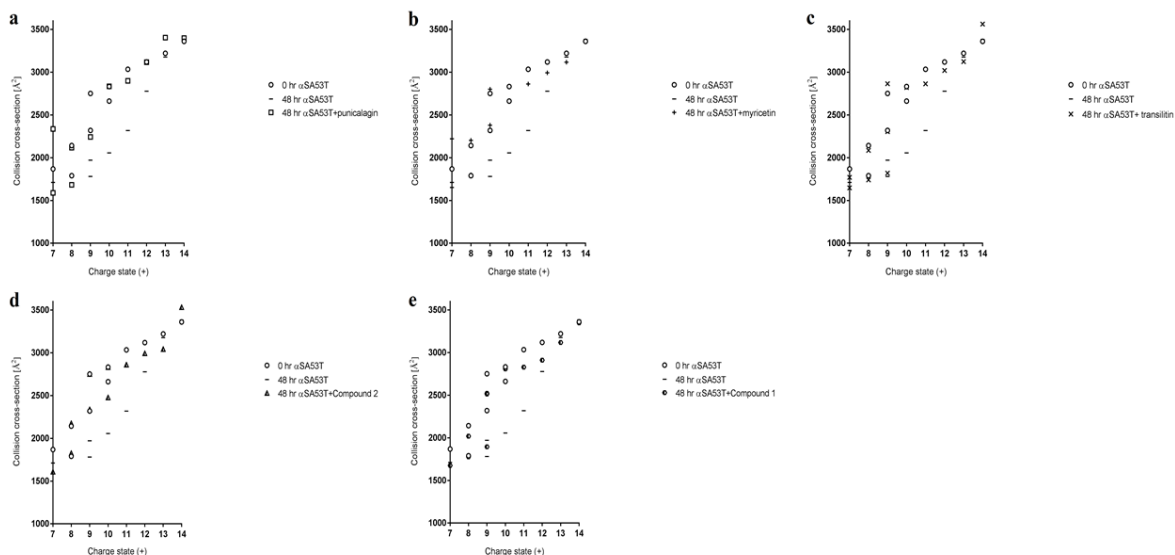 a
3500
3000
2500
2000
1500
1000
7 8 9 10 11 12 13 14
Collision cross-section [Å²]
Charge state (+)
0 hr αSA53T
48 hr αSA53T
48 hr αSA53T+punicalagin
b
3500
3000
2500
2000
1500
1000
7 8 9 10 11 12 13 14
Collision cross-section [Å²]
Charge state (+)
0 hr αSA53T
48 hr αSA53T
48 hr αSA53T+myricetin
c
3500
3000
2500
2000
1500
1000
7 8 9 10 11 12 13 14
Collision cross-section [Å²]
Charge state (+)
0 hr αSA53T
48 hr αSA53T
48 hr αSA53T+ transilitin
d
3500
3000
2500
2000
1500
1000
7 8 9 10 11 12 13 14
Collision cross-section [Å²]
Charge state (+)
0 hr αSA53T
48 hr αSA53T
48 hr αSA53T+Compound 2
e
3500
3000
2500
2000
1500
1000
7 8 9 10 11 12 13 14
Collision cross-section [Å²]
Charge state (+)
0 hr αSA53T
48 hr αSA53T
48 hr αSA53T+Compound 1